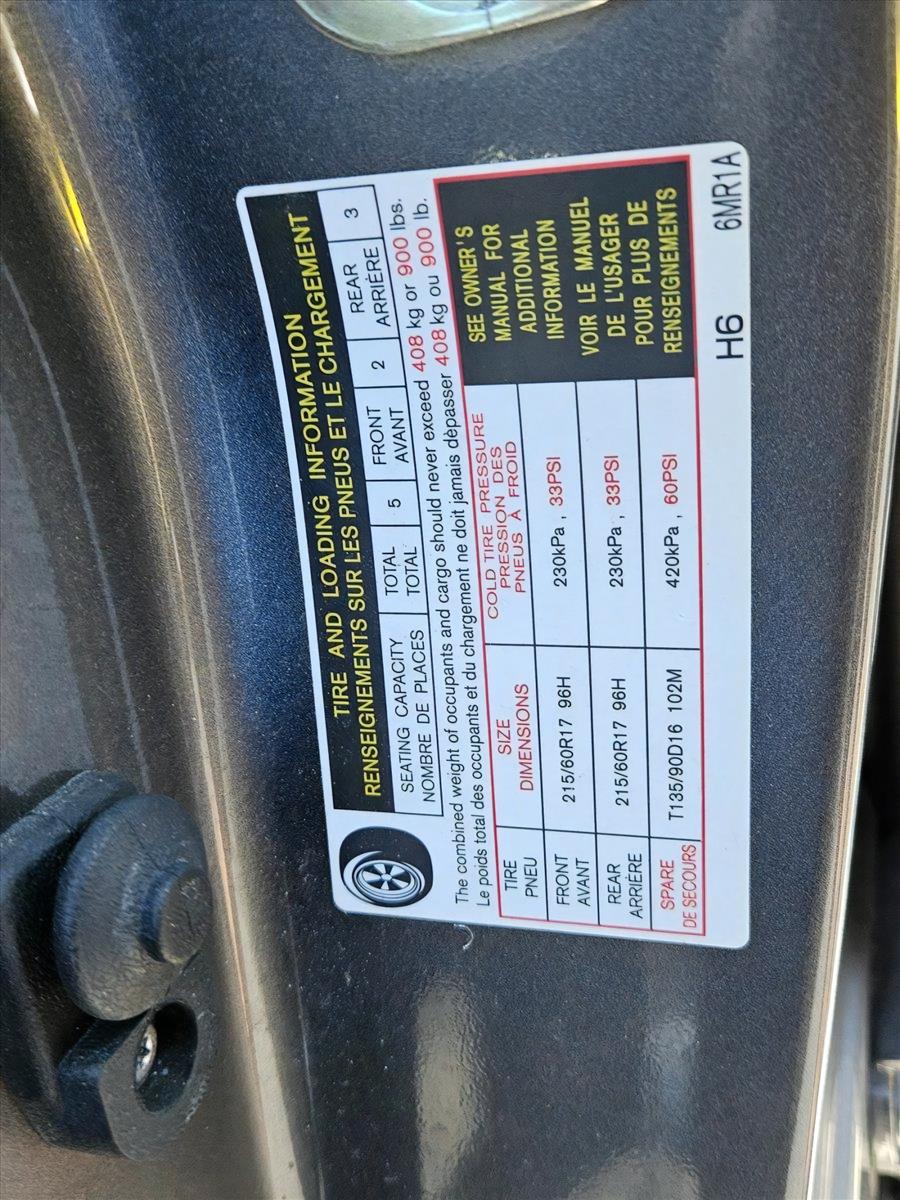 TIRE AND LOADING INFORMATION
RENSEIGNEMENTS SUR LES PNEUS ET LE CHARGEMENT
SEATING CAPACITY TOTAL 5 FRONT 2 REAR 3
NOMBRE DE PLACES TOTAL AVANT ARRIÈRE
The combined weight of occupants and cargo should never exceed 408 kg or 900 lbs.
Le poids total des occupants et du chargement ne doit jamais dépasser 408 kg ou 900 lb.
TIRE SIZE COLD TIRE PRESSURE
PNEU DIMENSIONS PRESSION DES
PNEUS À FROID
FRONT 215/60R17 96H 230kPa , 33PSI
AVANT
REAR 215/60R17 96H 230kPa , 33PSI
ARRIÈRE
SPARE T135/90D16 102M 420kPa , 60PSI
DE SECOURS
SEE OWNER'S
MANUAL FOR
ADDITIONAL
INFORMATION
VOIR LE MANUEL
DE L'USAGER
POUR PLUS DE
RENSEIGNEMENTS
H6 6MR1A